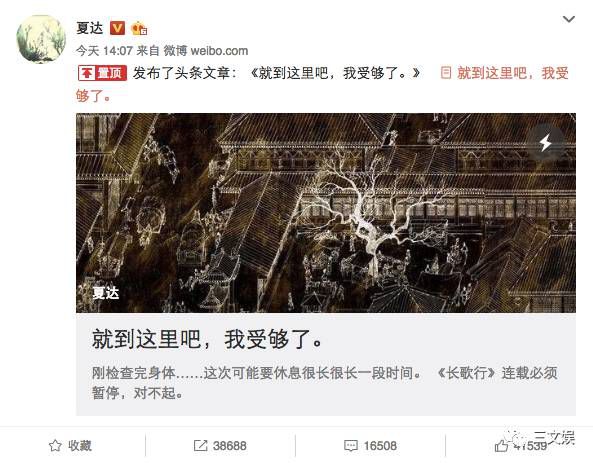 夏达
今天 14:07 来自 微博 weibo.com
置顶 发布了头条文章：《就到这里吧，我受够了。》 就到这里吧，我受
够了。
夏达
就到这里吧，我受够了。
刚检查完身体……这次可能要休息很长很长一段时间。 《长歌行》连载必须
暂停，对不起。
收藏 38688 16508 41539
三文娱